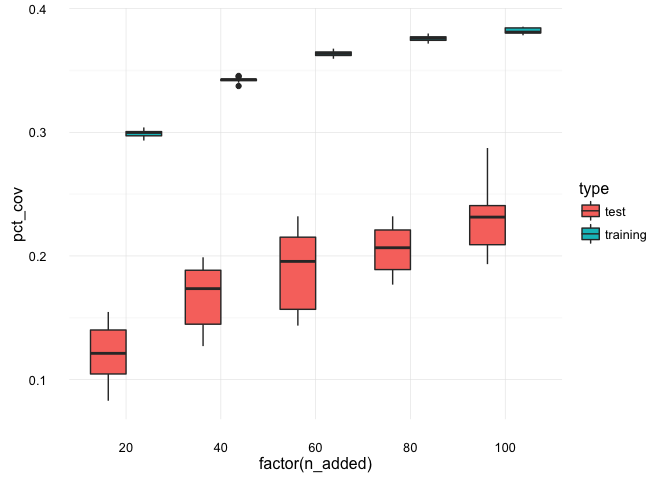 0.4
0.3
0.2
0.1
pct_cov
20 40 60 80 100
factor(n_added)
type
test
training